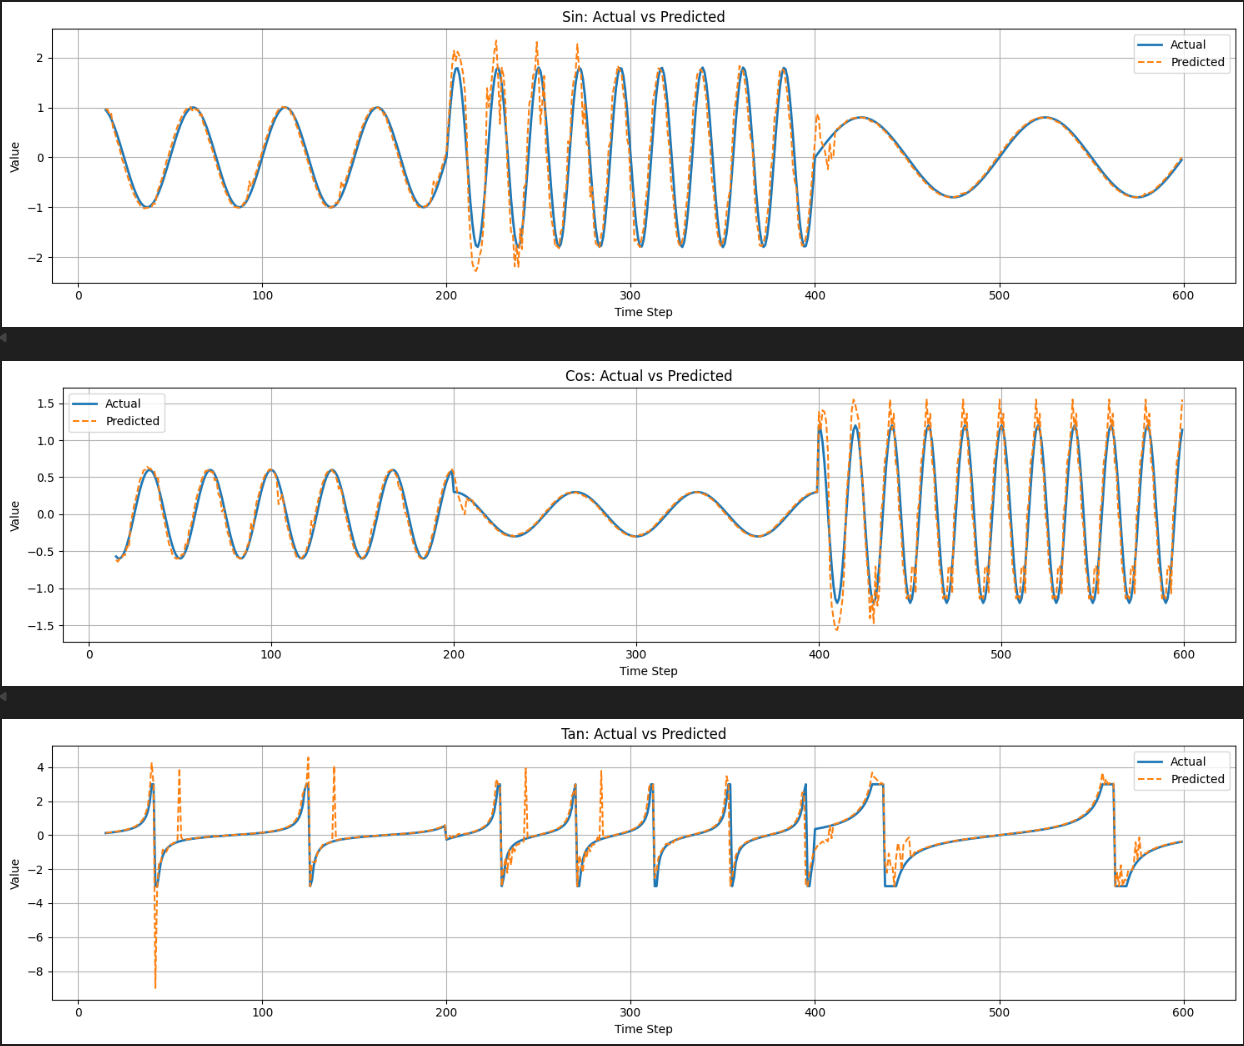 Sin: Actual vs Predicted
Actual
Predicted
2
1
0
−1
−2
Value
0 100 200 300 400 500 600
Time Step
Cos: Actual vs Predicted
Actual
Predicted
1.5
1.0
0.5
0.0
−0.5
−1.0
−1.5
Value
0 100 200 300 400 500 600
Time Step
Tan: Actual vs Predicted
Actual
Predicted
4
2
0
−2
−4
−6
−8
Value
0 100 200 300 400 500 600
Time Step